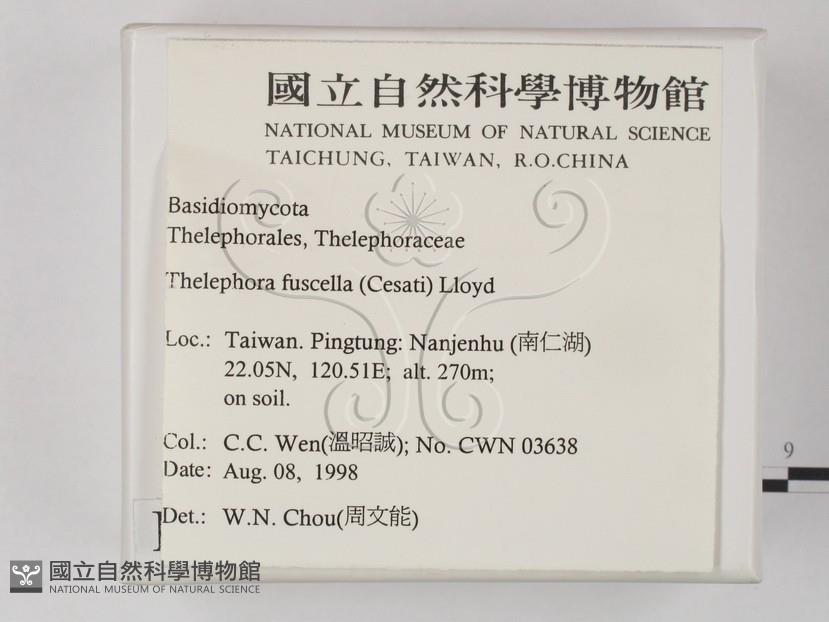 國立自然科學博物館
NATIONAL MUSEUM OF NATURAL SCIENCE
TAICHUNG, TAIWAN, R.O.CHINA
Basidiomycota
Thelephorales, Thelephoraceae
Thelephora fuscella (Cesati) Lloyd
Loc.: Taiwan. Pingtung: Nanjenhu (南仁湖)
22.05N, 120.51E; alt. 270m;
on soil.
Col.: C.C. Wen(溫昭誠); No. CWN 03638
Date: Aug. 08, 1998
Det.: W.N. Chou(周文能)
9
國立自然科學博物館
NATIONAL MUSEUM OF NATURAL SCIENCE